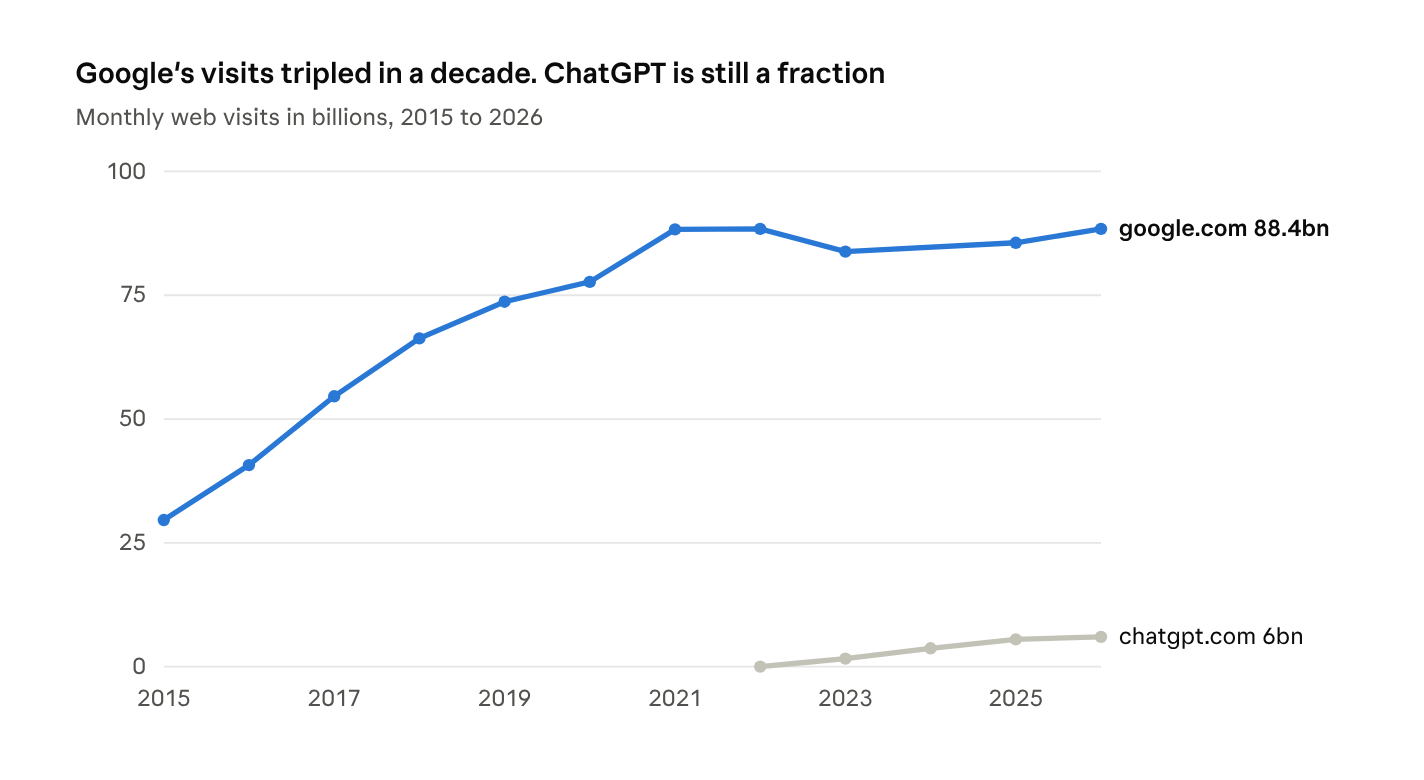 Google's visits tripled in a decade. ChatGPT is still a fraction
Monthly web visits in billions, 2015 to 2026
100
google.com 88.4bn
75
50
25
chatgpt.com 6bn
0
2015 2017 2019 2021 2023 2025